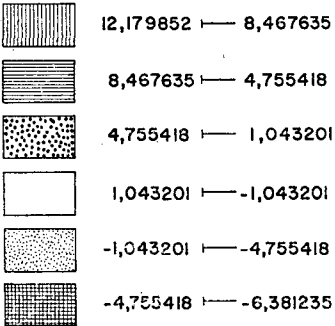 12,179852 ⊢— 8,467635
8,467635 ⊢— 4,755418
4,755418 ⊢— 1,043201
1,043201 ⊢— -1,043201
-1,043201 ⊢— -4,755418
-4,755418 ⊢— -6,381235